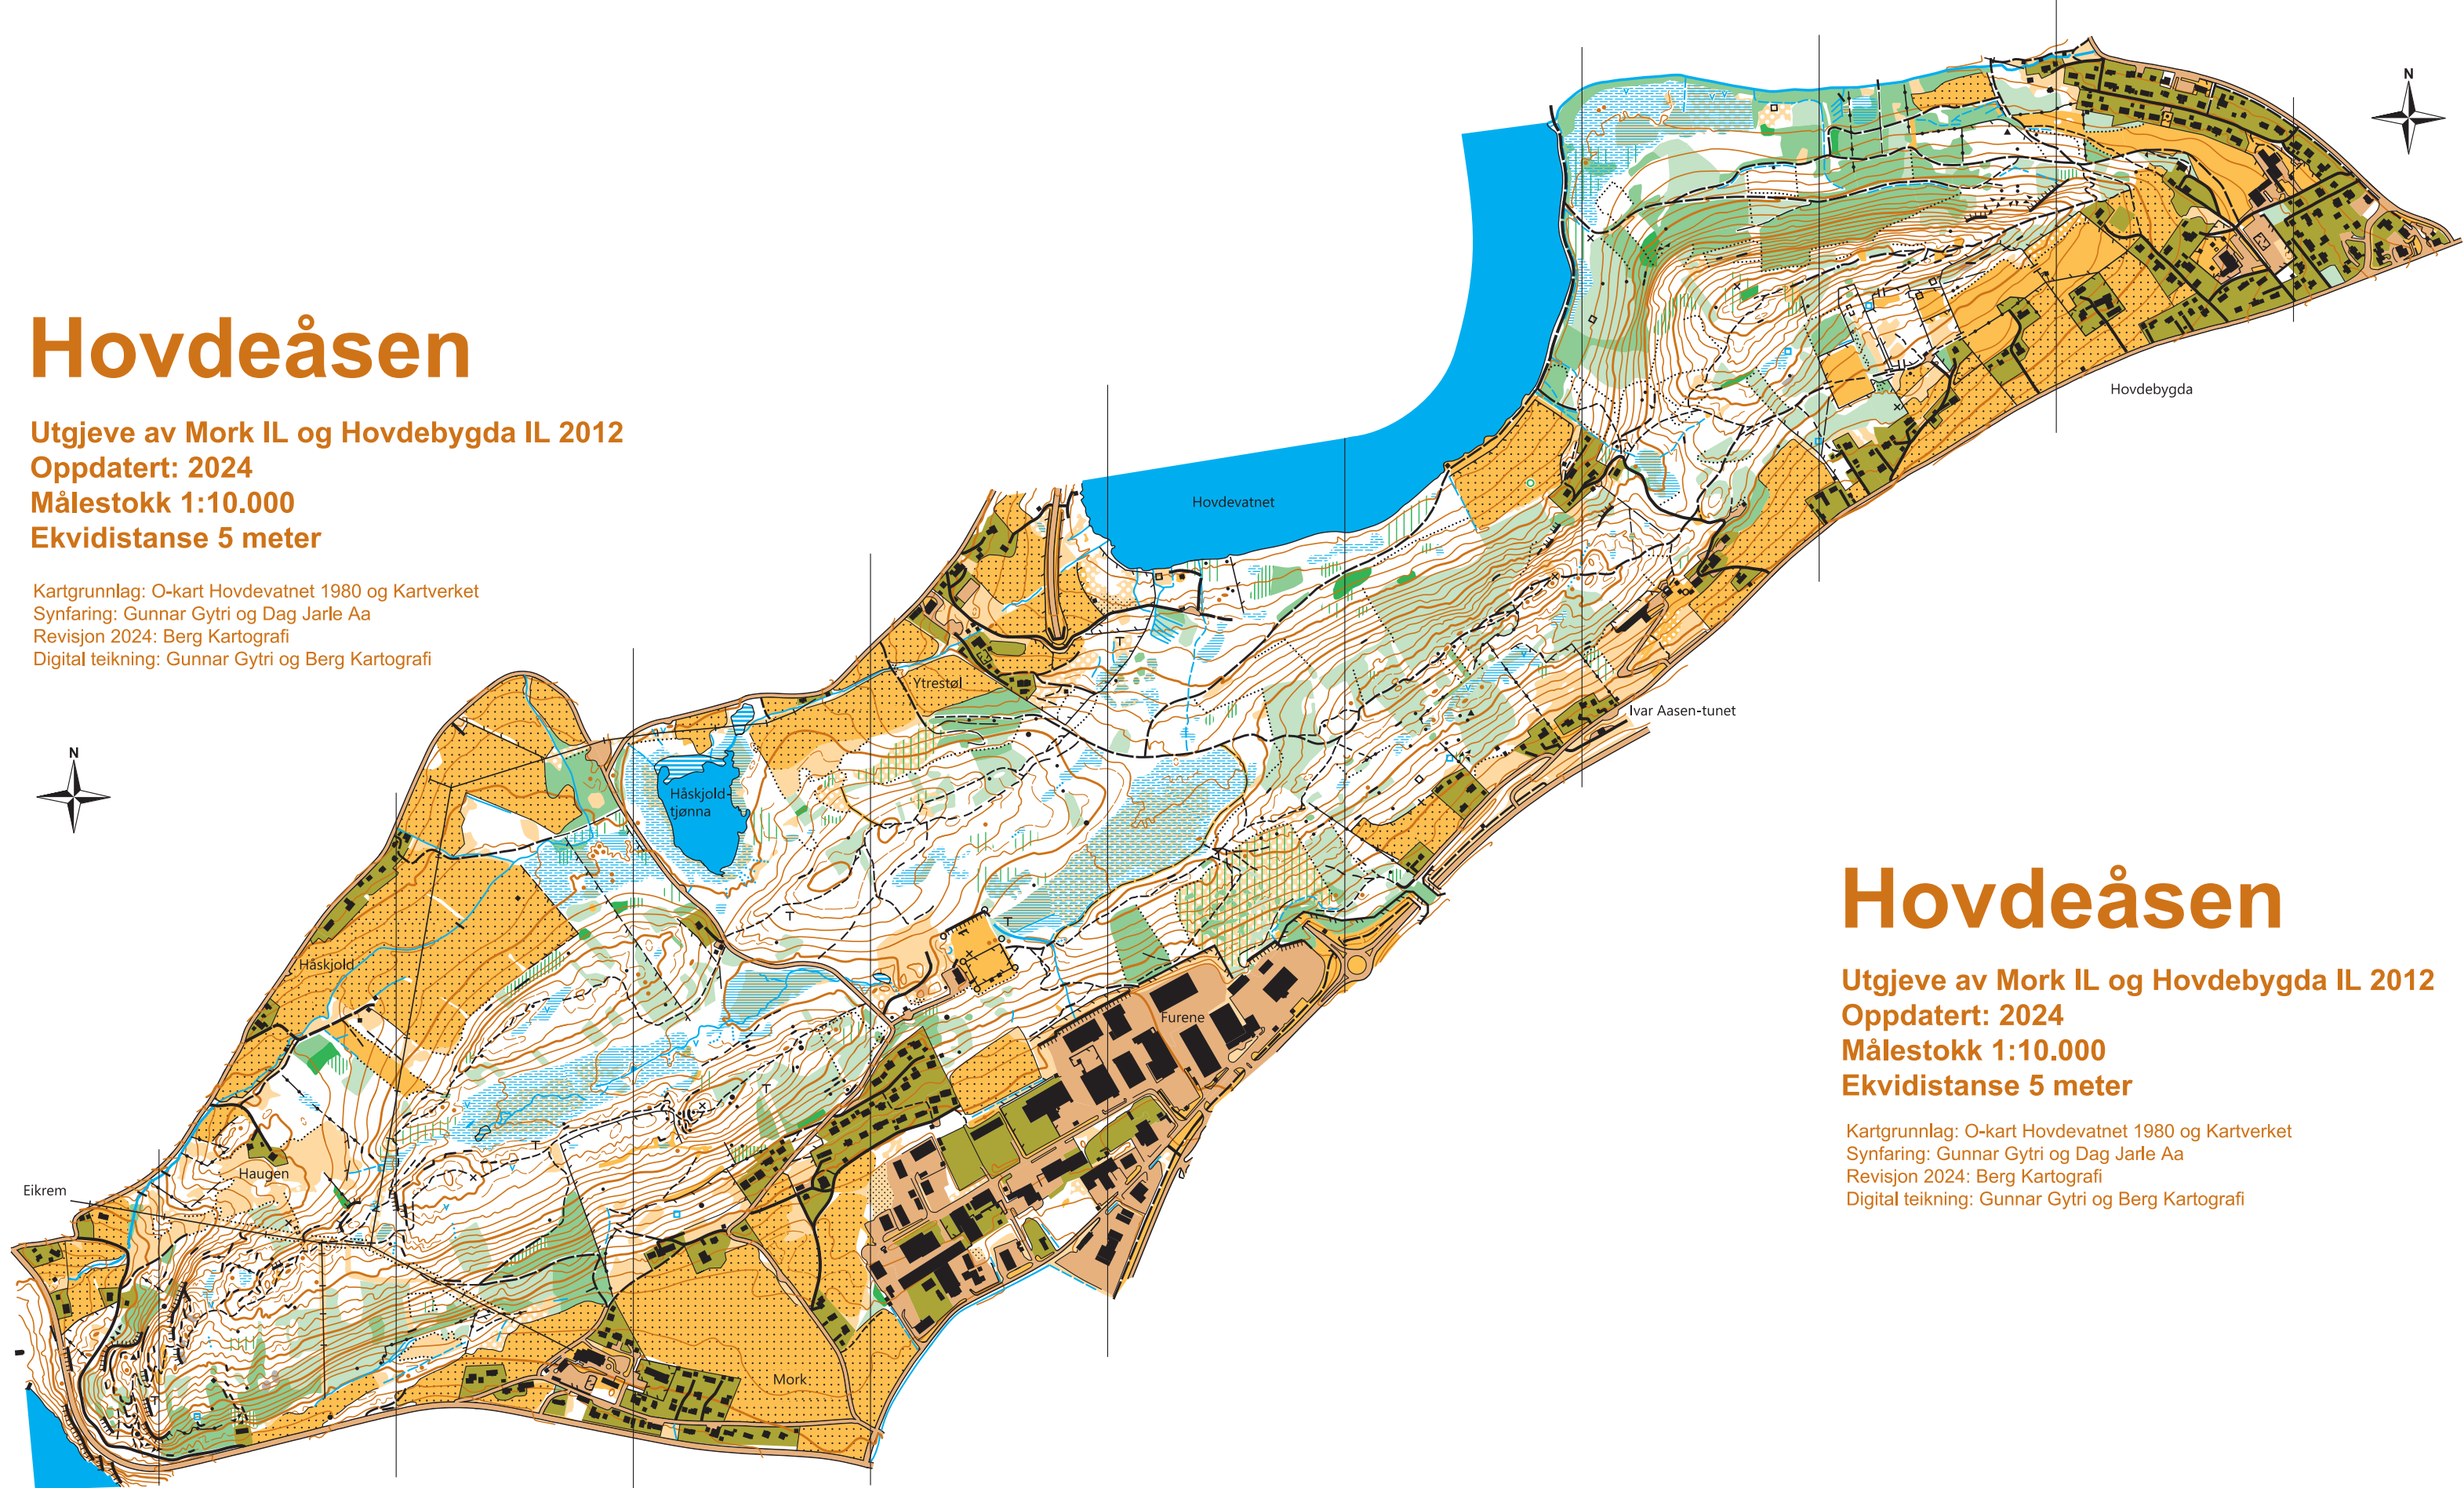 N
Hovdeåsen
Utgjeve av Mork IL og Hovdebygda IL 2012
Oppdatert: 2024
Målestokk 1:10.000
Ekvidistanse 5 meter
Kartgrunnlag: O-kart Hovdevatnet 1980 og Kartverket
Synfaring: Gunnar Gytri og Dag Jarle Aa
Revisjon 2024: Berg Kartografi
Digital teikning: Gunnar Gytri og Berg Kartografi
Hovdebygda
Hovdevatnet
Ytrestøl
Ivar Aasen-tunet
N
Håskjold-
tjønna
Håskjold
Furene
Haugen
Eikrem
Mork
Hovdeåsen
Utgjeve av Mork IL og Hovdebygda IL 2012
Oppdatert: 2024
Målestokk 1:10.000
Ekvidistanse 5 meter
Kartgrunnlag: O-kart Hovdevatnet 1980 og Kartverket
Synfaring: Gunnar Gytri og Dag Jarle Aa
Revisjon 2024: Berg Kartografi
Digital teikning: Gunnar Gytri og Berg Kartografi